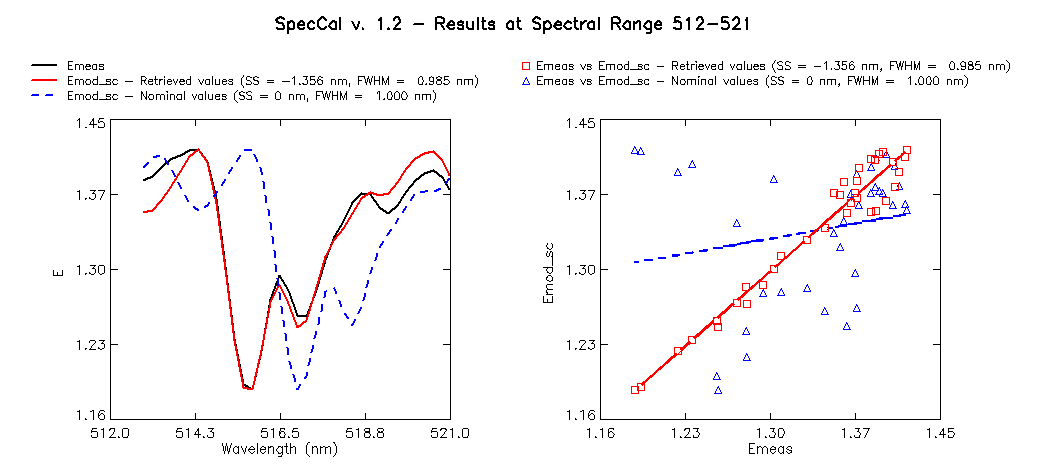 SpecCal v. 1.2 - Results at Spectral Range 512-521
Emeas
Emod_sc - Retrieved values (SS = -1.356 nm, FWHM = 0.985 nm)
Emod_sc - Nominal values (SS = 0 nm, FWHM = 1.000 nm)
Emeas vs Emod_sc - Retrieved values (SS = -1.356 nm, FWHM = 0.985 nm)
Emeas vs Emod_sc - Nominal values (SS = 0 nm, FWHM = 1.000 nm)
1.45
1.37
1.30
1.23
1.16
E
512.0 514.3 516.5 518.8 521.0
Wavelength (nm)
1.45
1.37
1.30
1.23
1.16
Emod_sc
1.16 1.23 1.30 1.37 1.45
Emeas